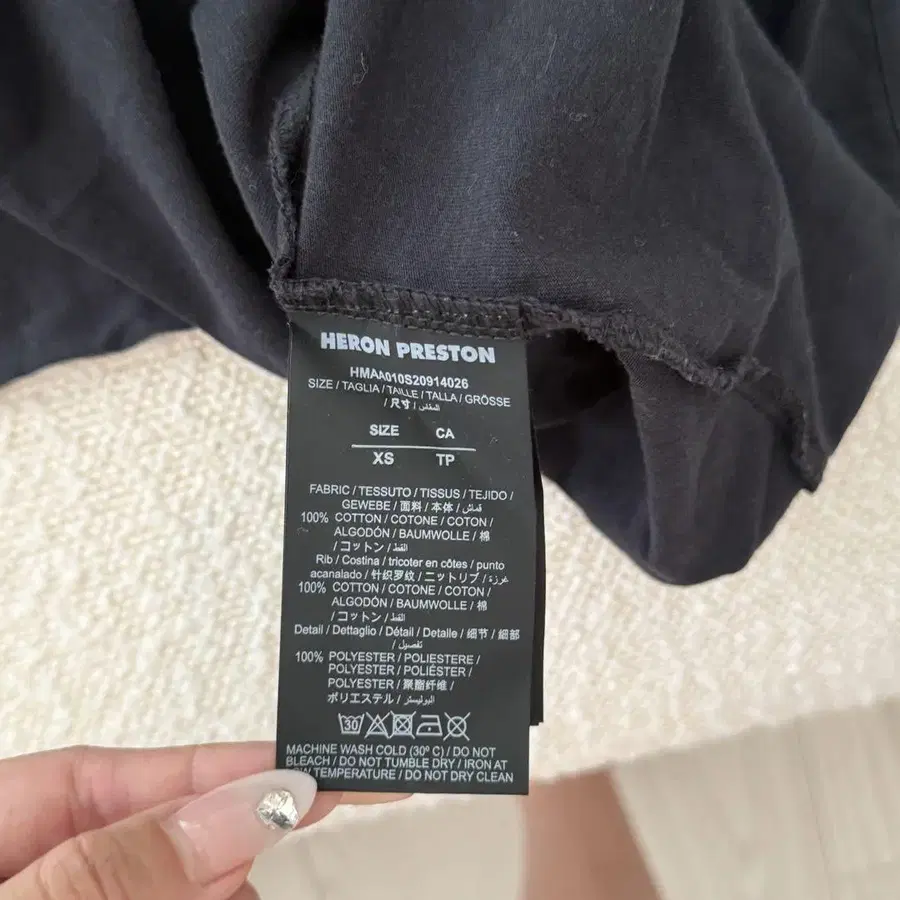 HERON PRESTON
HMAA010S20914026
SIZE / TAGLIA / TAILLE / TALLA / GRÖSSE
/ 尺寸 / المقاس
SIZE CA
XS TP
FABRIC / TESSUTO / TISSUS / TEJIDO /
GEWEBE / 面料 / 本体 / قماش
100% COTTON / COTONE / COTON /
ALGODÓN / BAUMWOLLE / 棉
/ コットン / القط
Rib / Costina / tricoter en côtes / punto
acanalado / 针织罗纹 / ニットリブ / غرزة
100% COTTON / COTONE / COTON /
ALGODÓN / BAUMWOLLE / 棉
/ コットン / القط
Detail / Dettaglio / Détail / Detalle / 细节 / 細部
/ تفصيل
100% POLYESTER / POLIESTERE /
POLYESTER / POLIÉSTER /
POLYESTER / 聚酯纤维 /
ポリエステル / البوليستر
30
MACHINE WASH COLD (30º C) / DO NOT
BLEACH / DO NOT TUMBLE DRY / IRON AT
TEMPERATURE / DO NOT DRY CLEAN